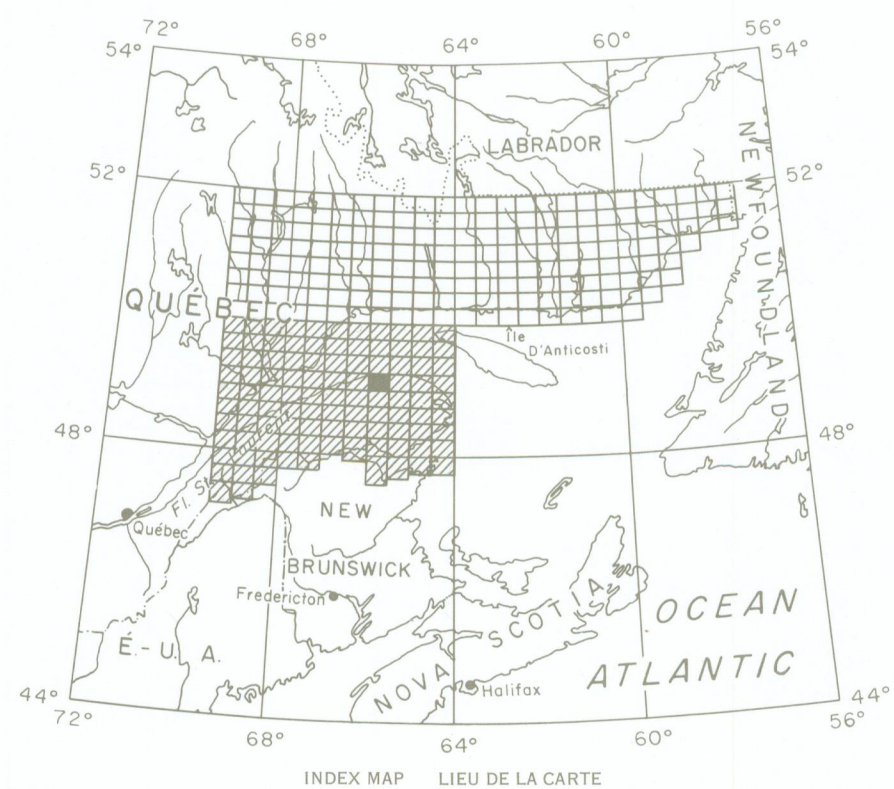 72° 68° 64° 60° 56°
54° 54°
LABRADOR
NEWFOUNDLAND
52° 52°
QUÉBEC
Île
D'Anticosti
48° 48°
Fl. St
Québec
NEW
BRUNSWICK
Fredericton
NOVA SCOTIA
Halifax
OCEAN
ATLANTIC
É.-U. A.
44° 44°
72° 68° 64° 60° 56°
INDEX MAP LIEU DE LA CARTE